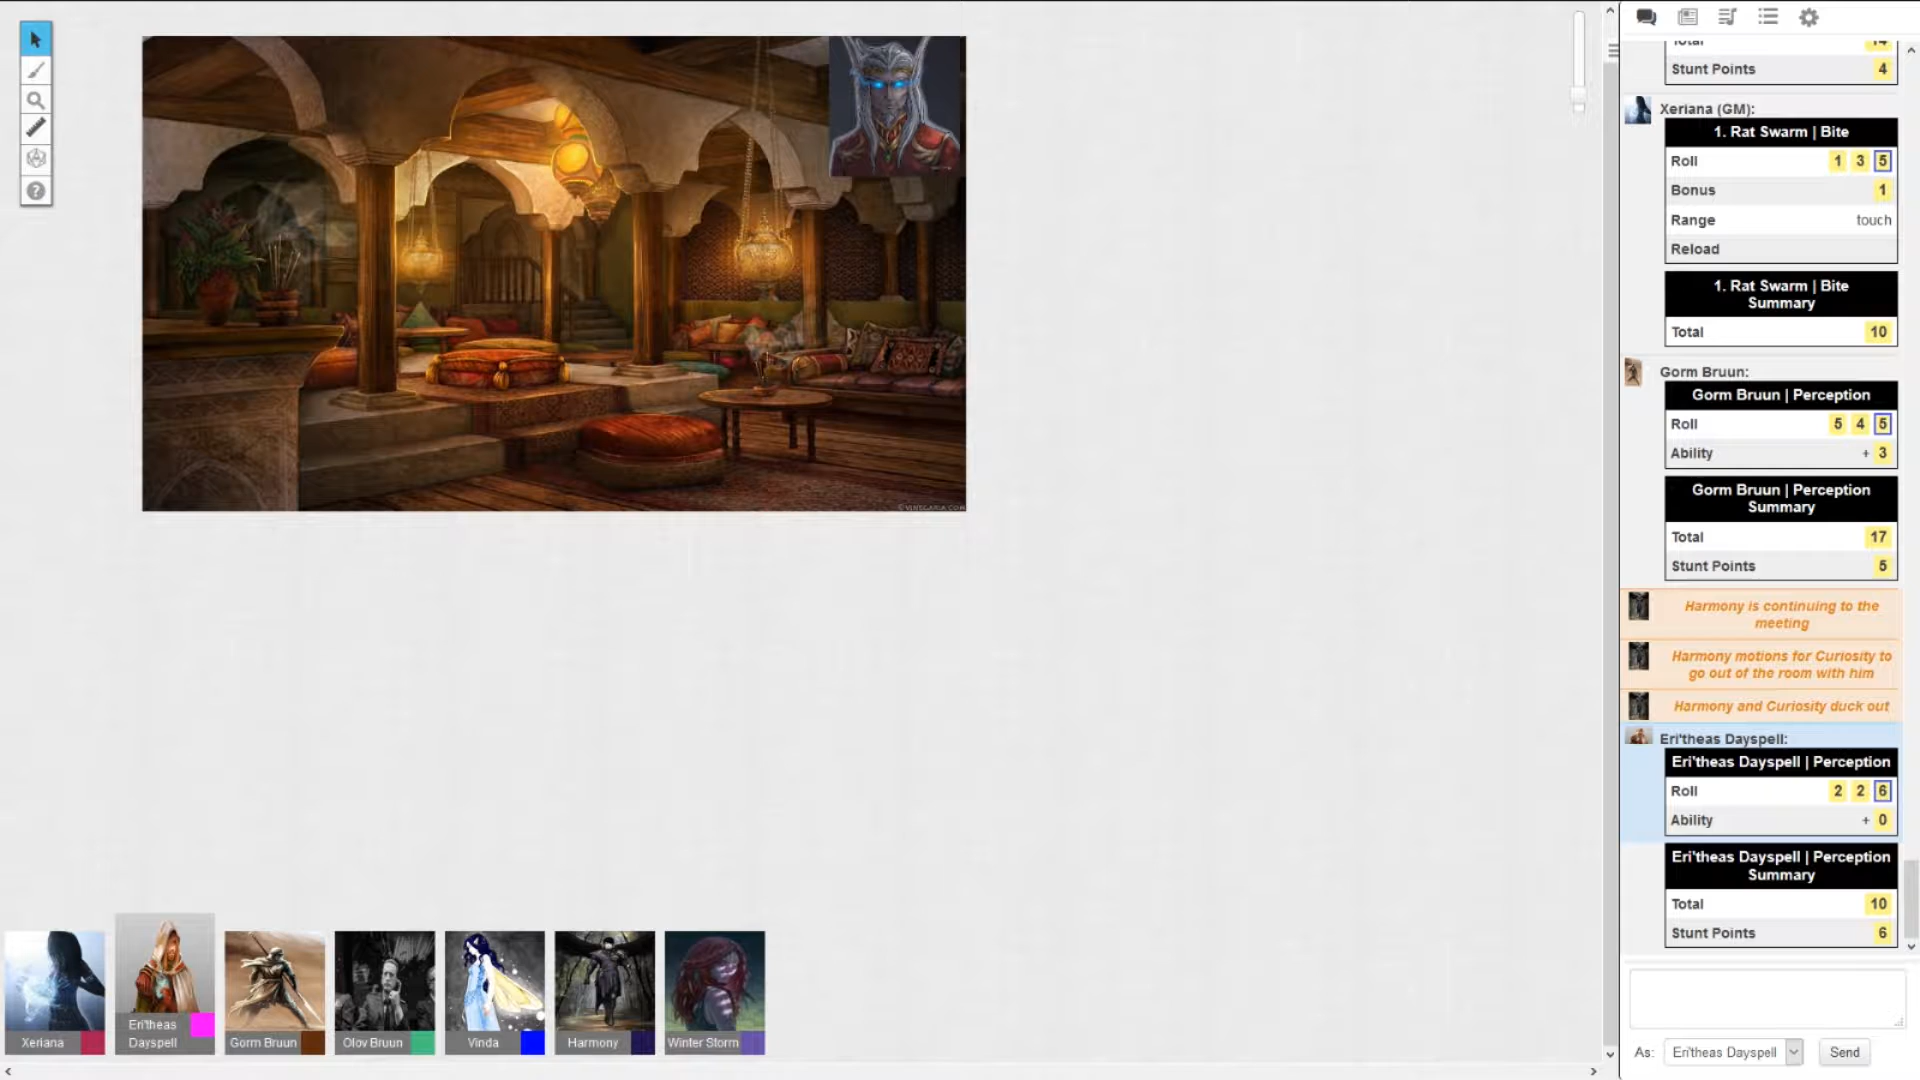 Total 14
Stunt Points 4
Xeriana (GM):
1. Rat Swarm | Bite
Roll 1 3 5
Bonus 1
Range touch
Reload
1. Rat Swarm | Bite
Summary
Total 10
Gorm Bruun:
Gorm Bruun | Perception
Roll 5 4 5
Ability + 3
Gorm Bruun | Perception
Summary
Total 17
Stunt Points 5
Harmony is continuing to the
meeting
Harmony motions for Curiosity to
go out of the room with him
Harmony and Curiosity duck out
Eri'theas Dayspell:
Eri'theas Dayspell | Perception
Roll 2 2 6
Ability + 0
Eri'theas Dayspell | Perception
Summary
Total 10
Stunt Points 6
As: Eri'theas Dayspell Send
Xeriana
Eri'theas
Dayspell
Gorm Bruun
Olov Bruun
Vinda
Harmony
Winter Storm